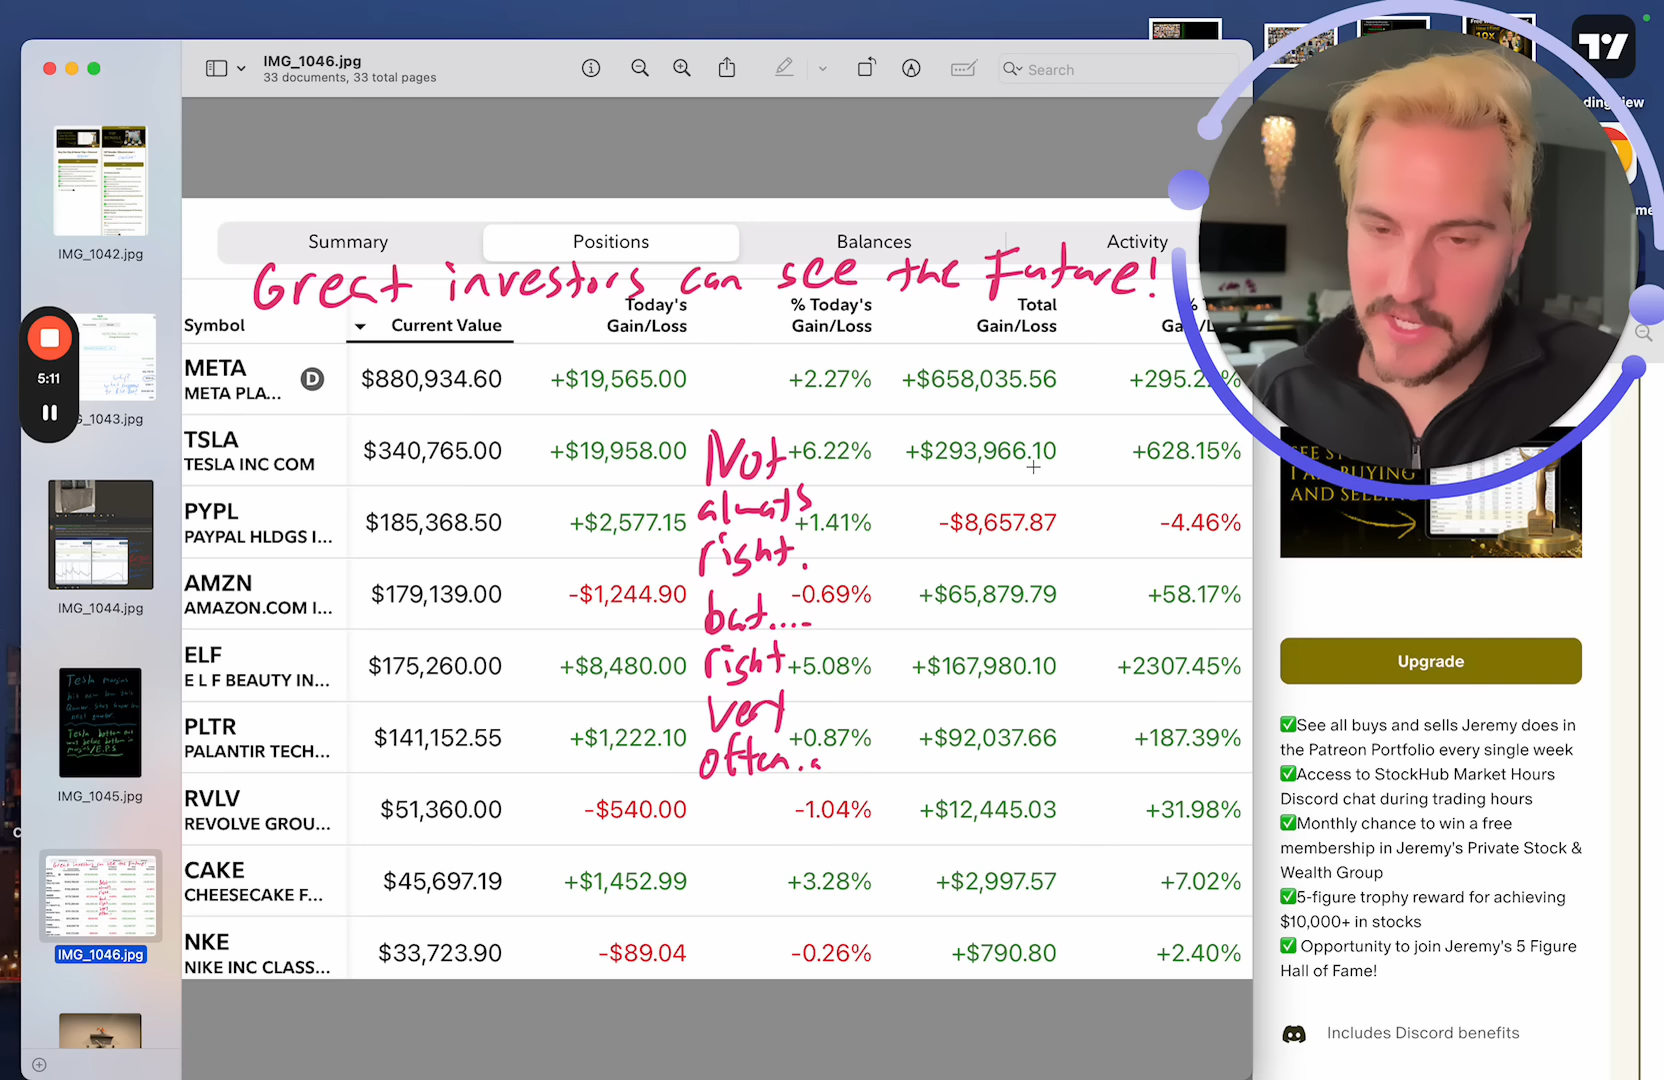 IMG_1046.jpg
33 documents, 33 total pages
Search
IMG_1042.jpg
5:11
IMG_1044.jpg
IMG_1045.jpg
IMG_1046.jpg
Summary Positions Balances Activity
Great investors can see the Future!
Symbol Current Value Today's Gain/Loss % Today's Gain/Loss Total Gain/Loss
META $880,934.60 +$19,565.00 +2.27% +$658,035.56
META PLA...
D
TSLA $340,765.00 +$19,958.00 +6.22% +$293,966.10 +628.15%
TESLA INC COM
PYPL $185,368.50 +$2,577.15 +1.41% -$8,657.87 -4.46%
PAYPAL HLDGS I...
AMZN $179,139.00 -$1,244.90 -0.69% +$65,879.79 +58.17%
AMAZON.COM I...
ELF $175,260.00 +$8,480.00 +5.08% +$167,980.10 +2307.45%
E L F BEAUTY IN...
PLTR $141,152.55 +$1,222.10 +0.87% +$92,037.66 +187.39%
PALANTIR TECH...
RVLV $51,360.00 -$540.00 -1.04% +$12,445.03 +31.98%
REVOLVE GROU...
CAKE $45,697.19 +$1,452.99 +3.28% +$2,997.57 +7.02%
CHEESECAKE F...
NKE $33,723.90 -$89.04 -0.26% +$790.80 +2.40%
NIKE INC CLASS...
Not
always
right.
but....
right
very
often..
I AM BUYING
AND SELLING
Upgrade
✅See all buys and sells Jeremy does in
the Patreon Portfolio every single week
✅Access to StockHub Market Hours
Discord chat during trading hours
✅Monthly chance to win a free
membership in Jeremy's Private Stock &
Wealth Group
✅5-figure trophy reward for achieving
$10,000+ in stocks
✅ Opportunity to join Jeremy's 5 Figure
Hall of Fame!
Includes Discord benefits